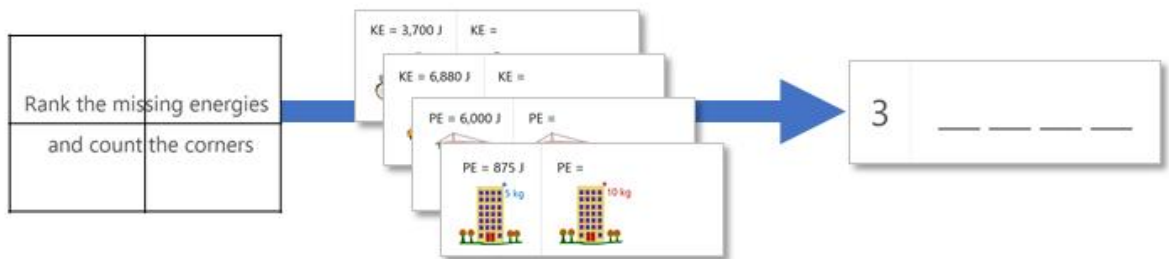 Rank the missing energies
and count the corners
KE = 3,700 J KE =
KE = 6,880 J KE =
PE = 6,000 J PE =
PE = 875 J PE =
5 kg 10 kg
3